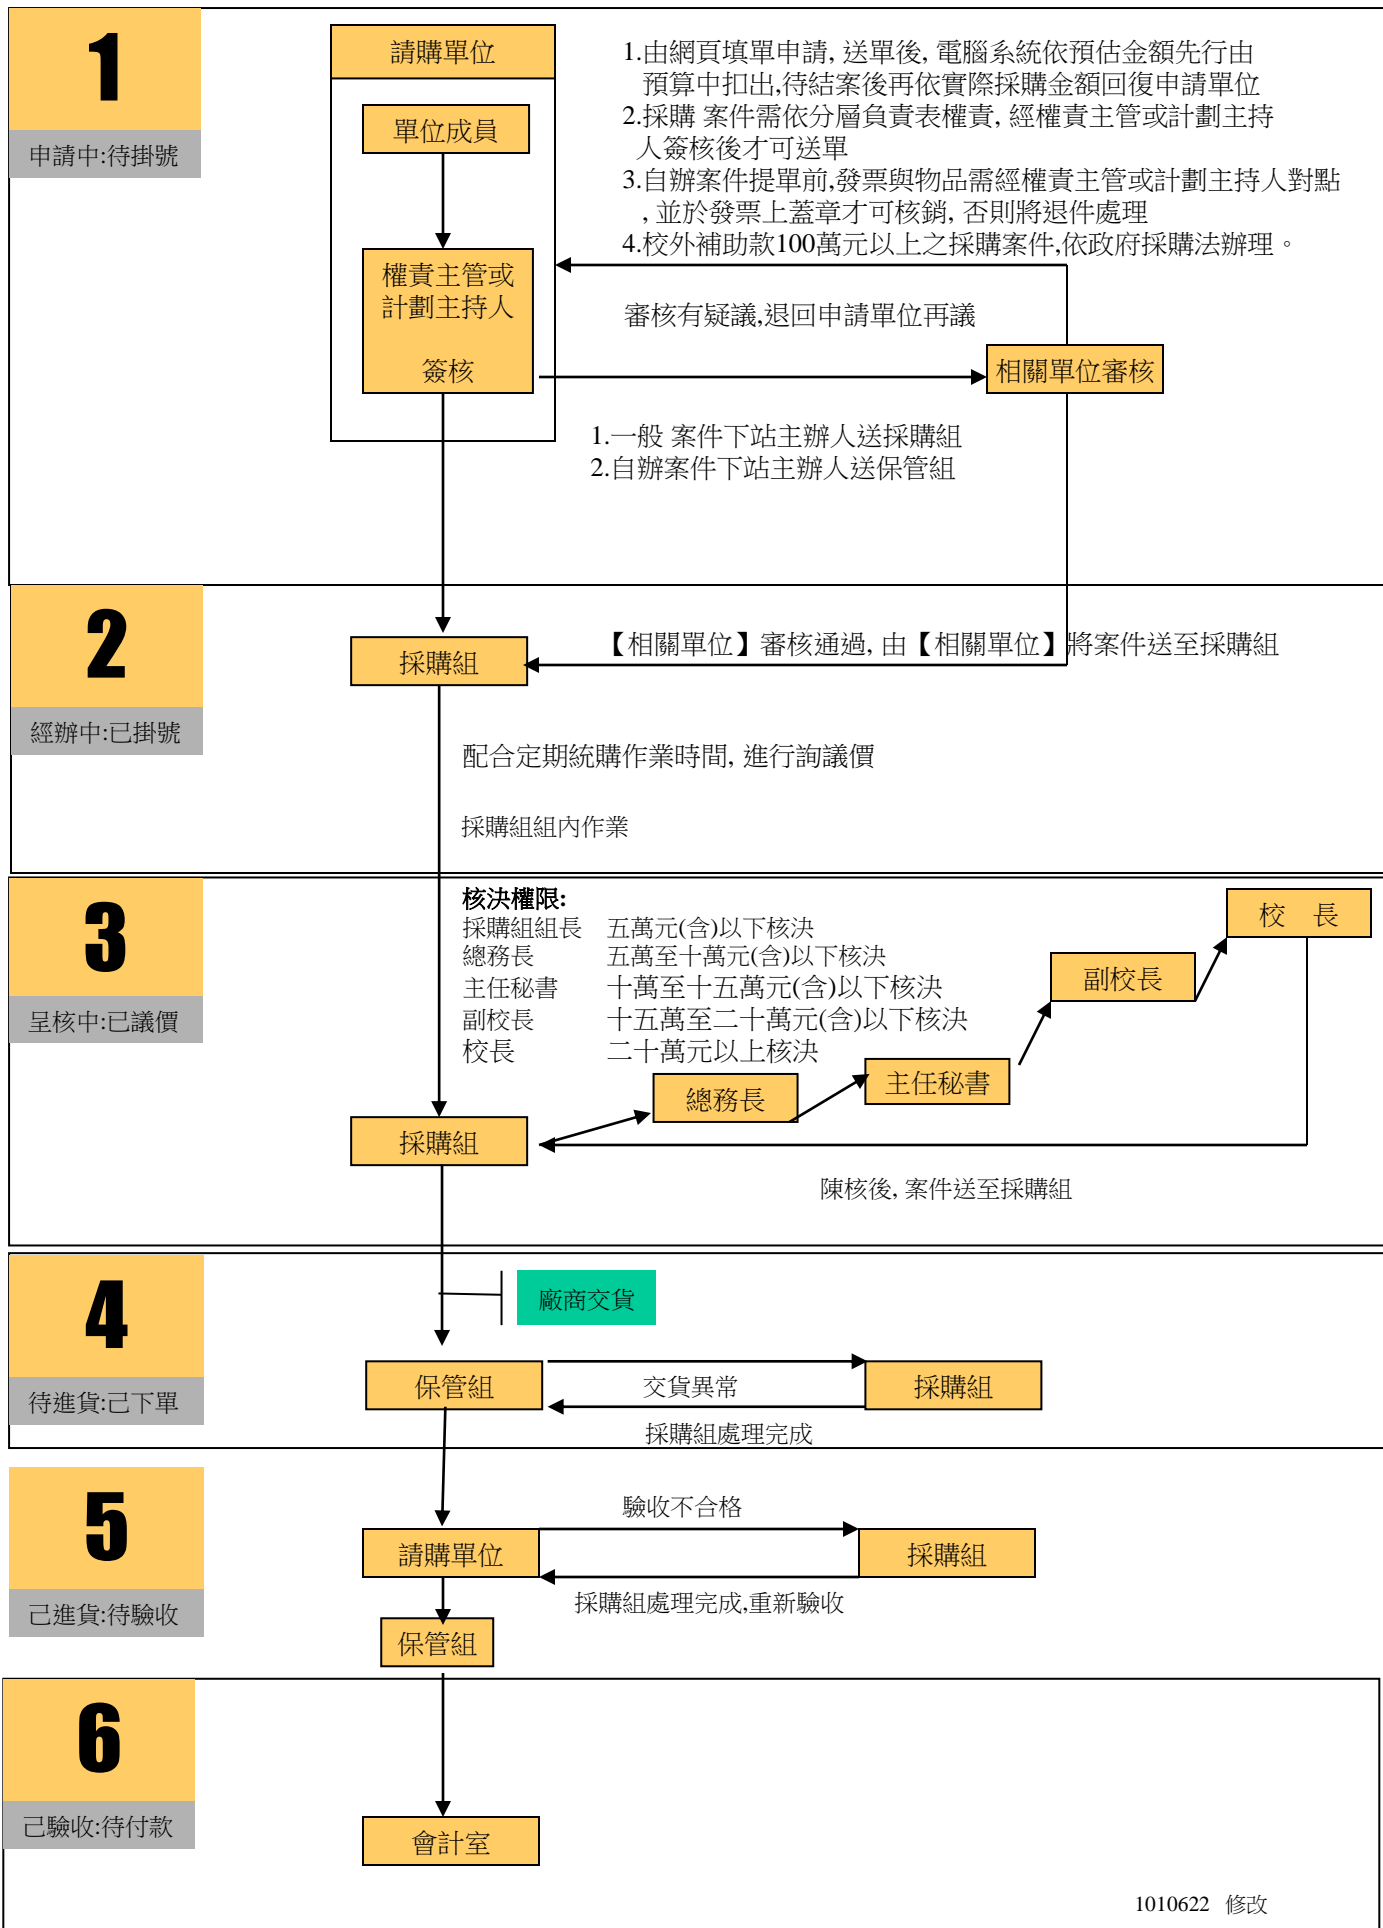 1
申請中:待掛號
請購單位
單位成員
權責主管或
計劃主持人
簽核
1.由網頁填單申請, 送單後, 電腦系統依預估金額先行由
預算中扣出,待結案後再依實際採購金額回復申請單位
2.採購 案件需依分層負責表權責, 經權責主管或計劃主持
人簽核後才可送單
3.自辦案件提單前,發票與物品需經權責主管或計劃主持人對點
, 並於發票上蓋章才可核銷, 否則將退件處理
4.校外補助款100萬元以上之採購案件,依政府採購法辦理。
審核有疑議,退回申請單位再議
相關單位審核
1.一般 案件下站主辦人送採購組
2.自辦案件下站主辦人送保管組
2
經辦中:已掛號
採購組
【相關單位】審核通過, 由【相關單位】將案件送至採購組
配合定期統購作業時間, 進行詢議價
採購組組內作業
3
呈核中:已議價
核決權限:
採購組組長 五萬元(含)以下核決
總務長 五萬至十萬元(含)以下核決
主任秘書 十萬至十五萬元(含)以下核決
副校長 十五萬至二十萬元(含)以下核決
校長 二十萬元以上核決
校 長
副校長
主任秘書
總務長
採購組
陳核後, 案件送至採購組
4
待進貨:己下單
廠商交貨
保管組
交貨異常
採購組
採購組處理完成
5
己進貨:待驗收
驗收不合格
請購單位
採購組
採購組處理完成,重新驗收
保管組
6
己驗收:待付款
會計室
1010622 修改